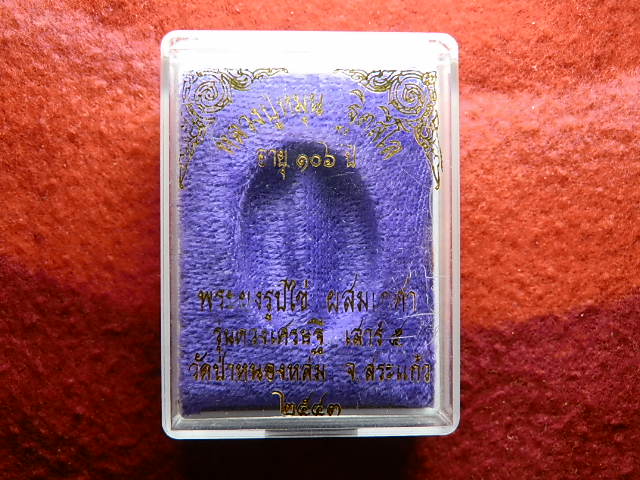 หลวงปู่หมุน ฐิตสีโล
อายุ ๑๐๖ ปี
พระผงรูปไข่ ผสมเกศา
รุ่นดวงเศรษฐี เสาร์ ๕
วัดป่าหนองหล่ม จ.สระแก้ว
๒๕๔๓